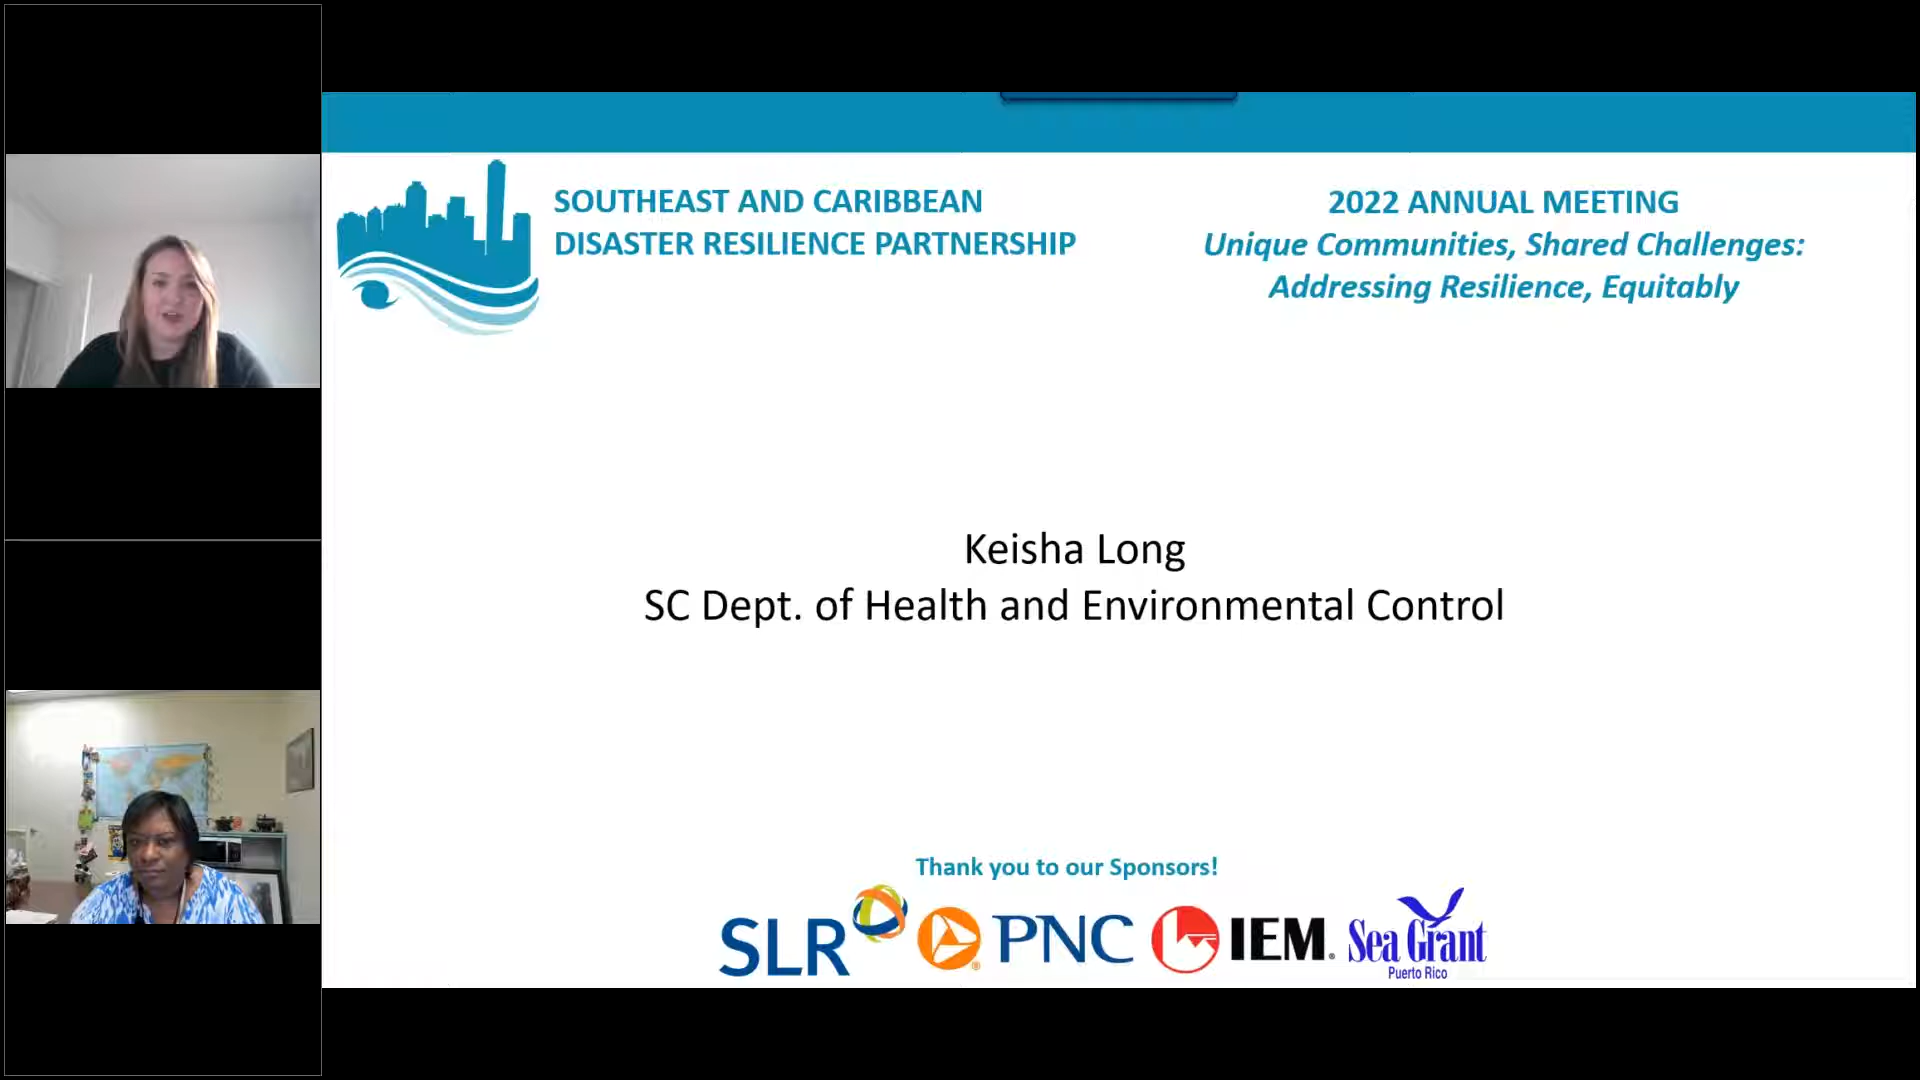 SOUTHEAST AND CARIBBEAN
DISASTER RESILIENCE PARTNERSHIP
2022 ANNUAL MEETING
Unique Communities, Shared Challenges:
Addressing Resilience, Equitably
Keisha Long
SC Dept. of Health and Environmental Control
Thank you to our Sponsors!
SLR
PNC
IEM
Sea Grant
Puerto Rico